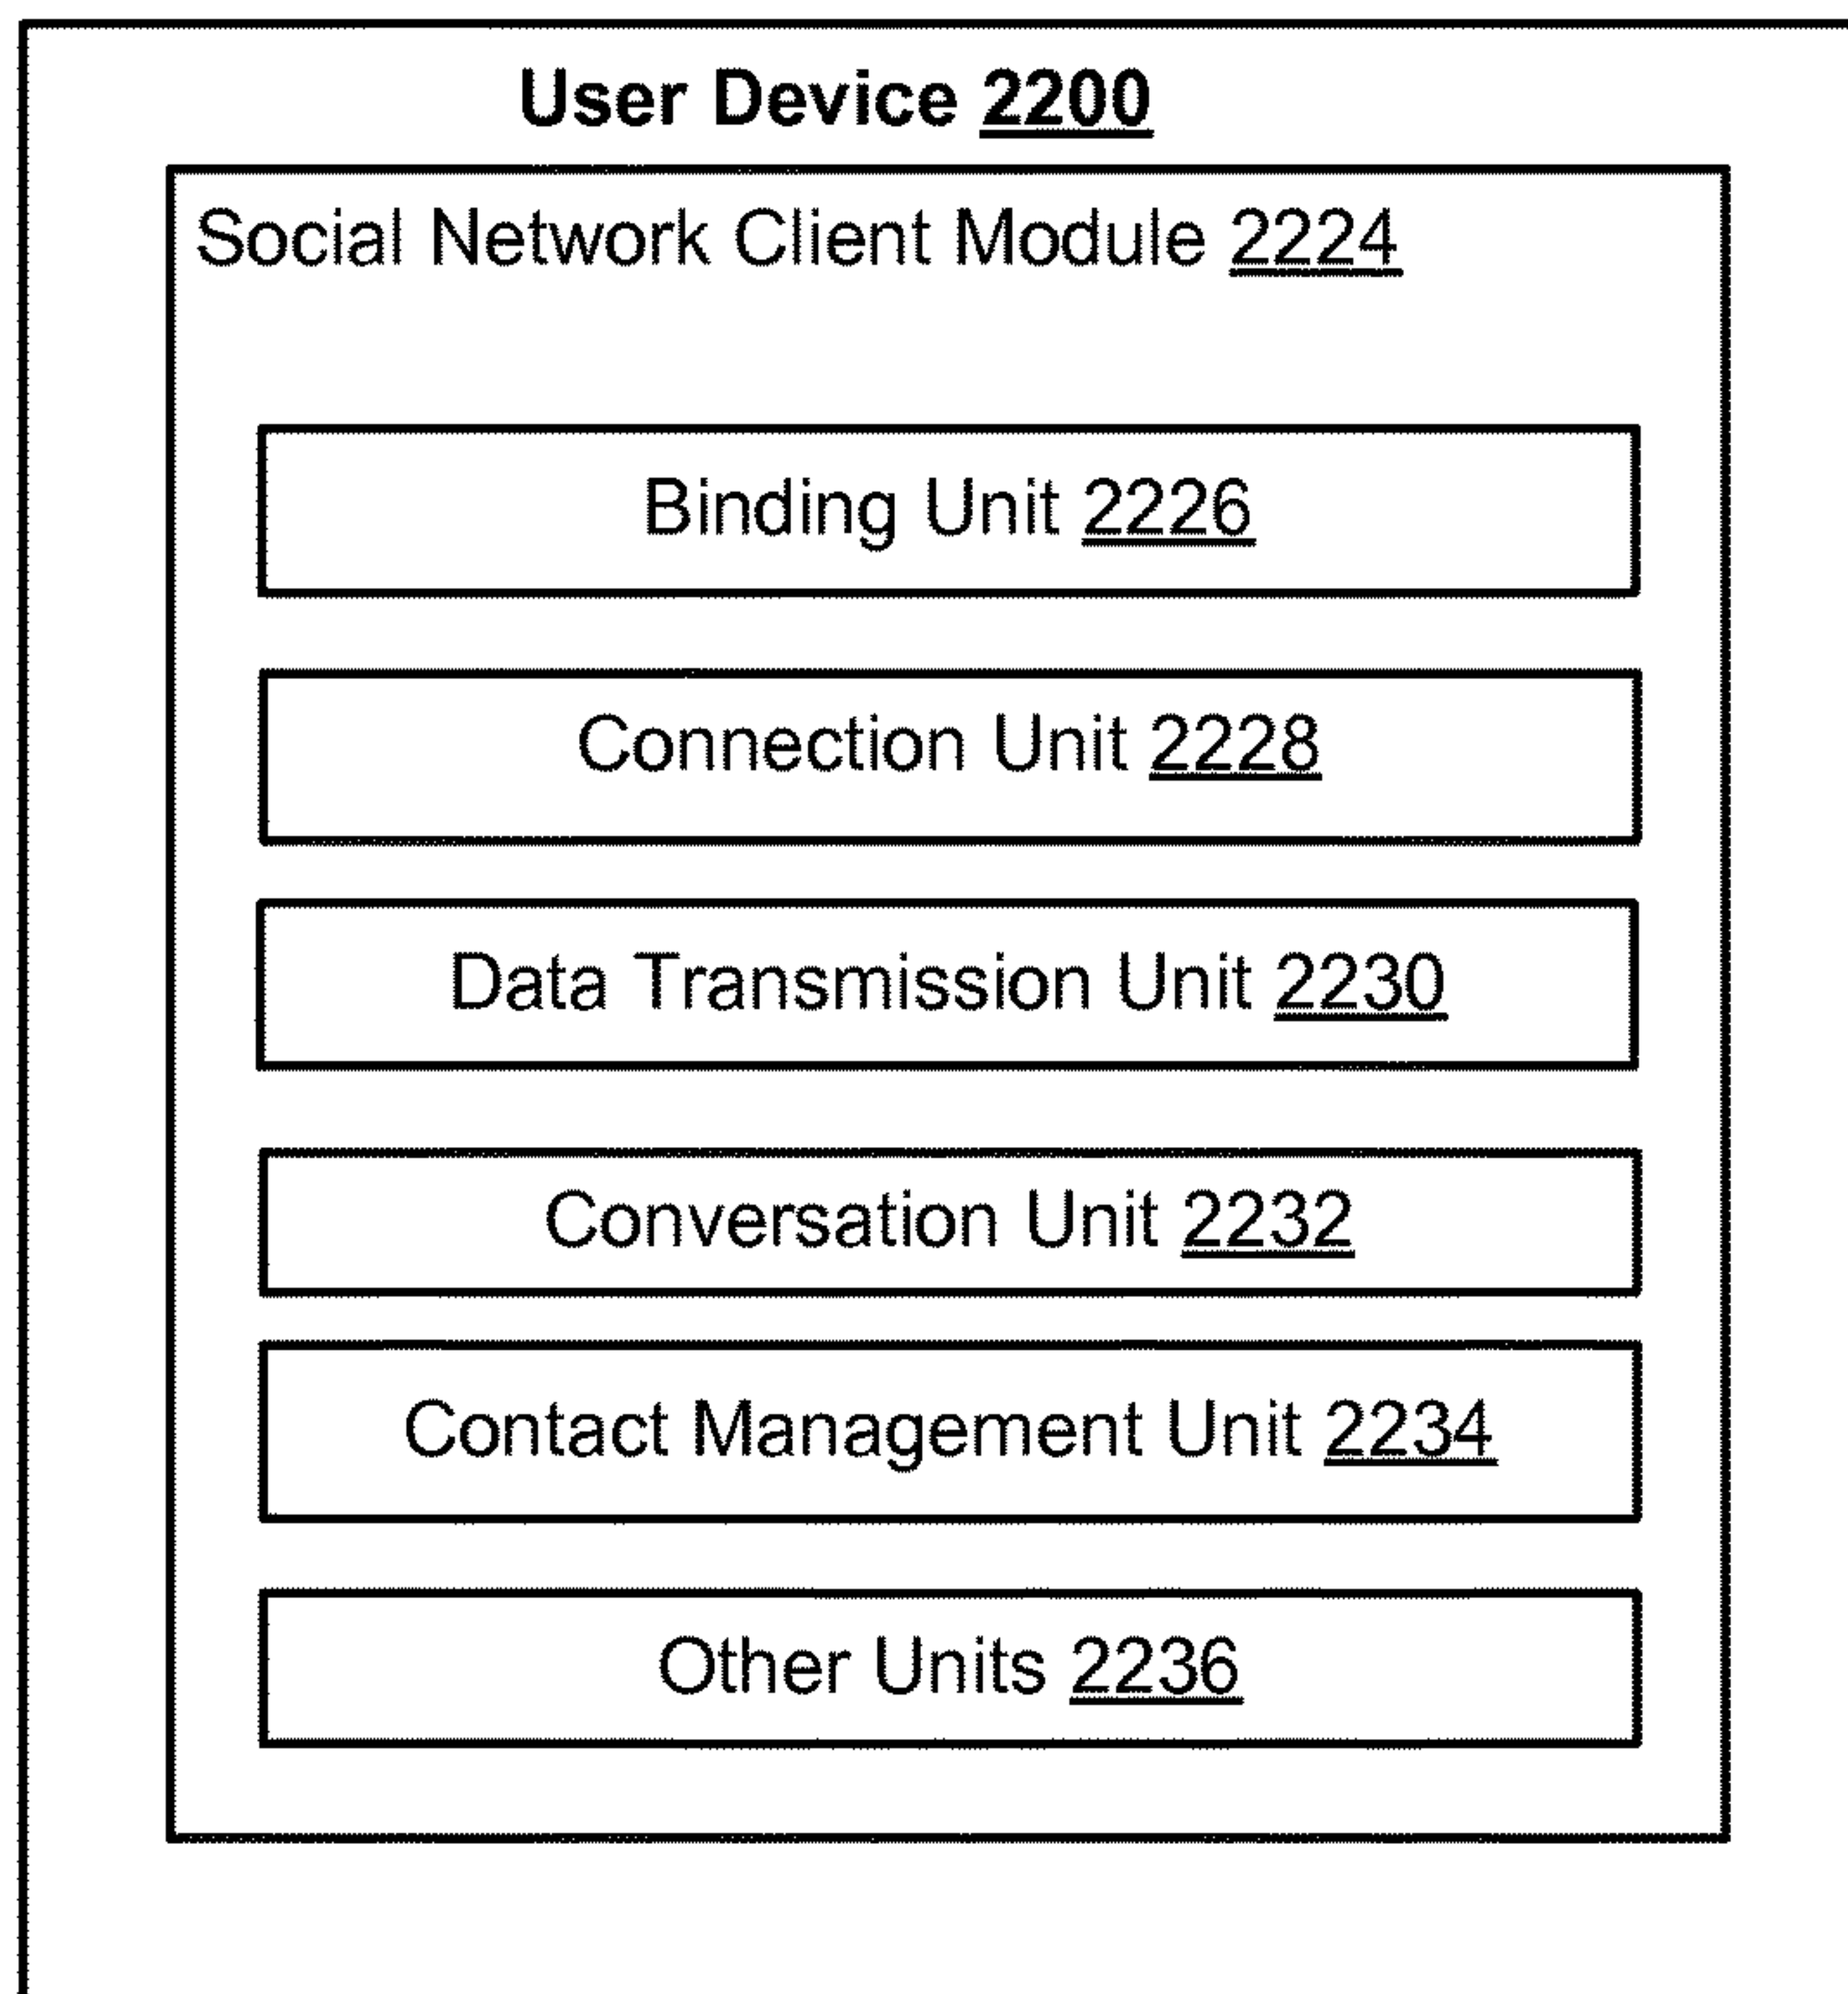 User Device 2200
Social Network Client Module 2224
Binding Unit 2226
Connection Unit 2228
Data Transmission Unit 2230
Conversation Unit 2232
Contact Management Unit 2234
Other Units 2236